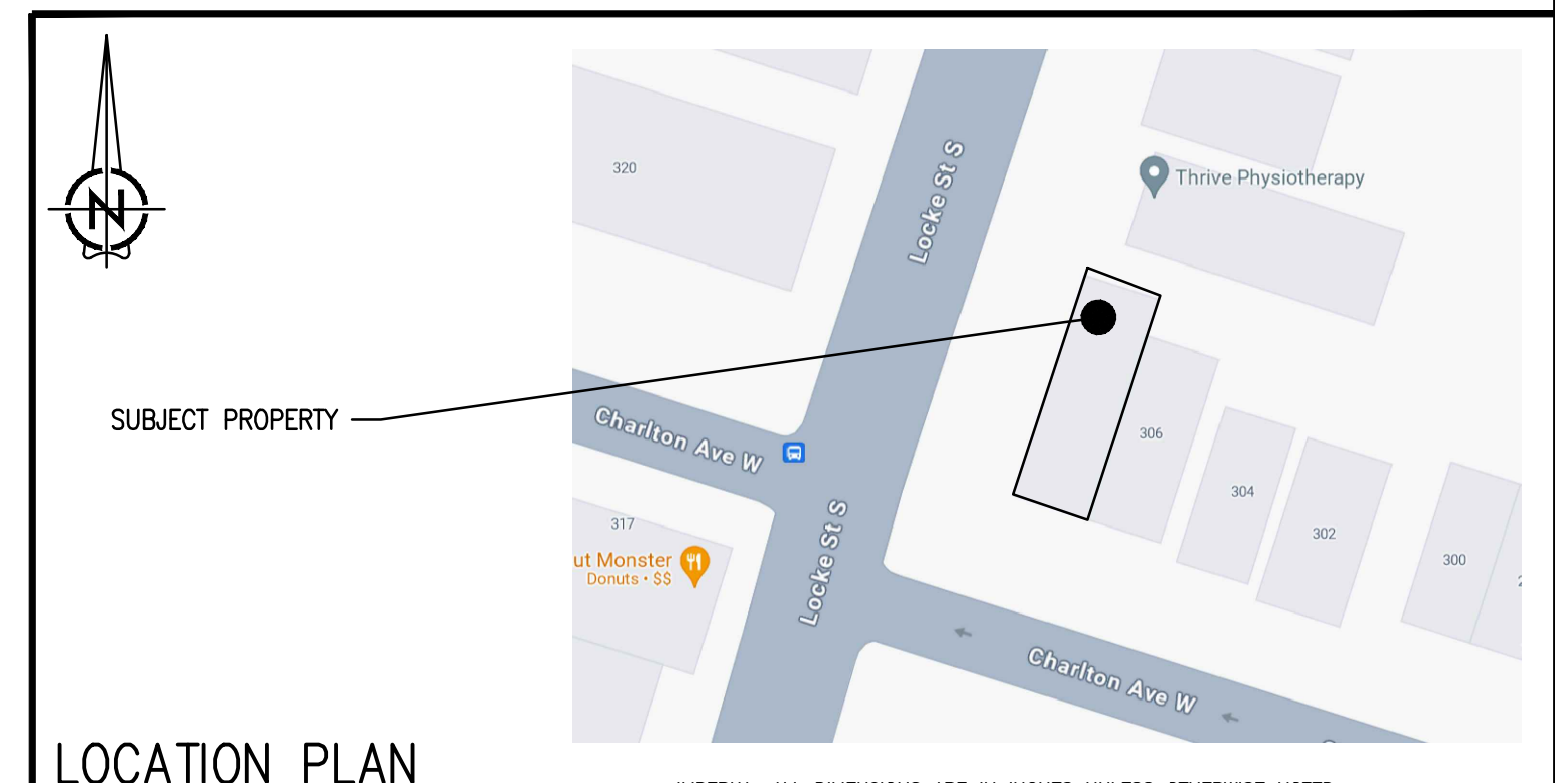 N
320
Locke St S
Thrive Physiotherapy
SUBJECT PROPERTY
Charlton Ave W
306
304
302
300
317
ut Monster
Donuts • $$
Locke St S
Charlton Ave W
LOCATION PLAN